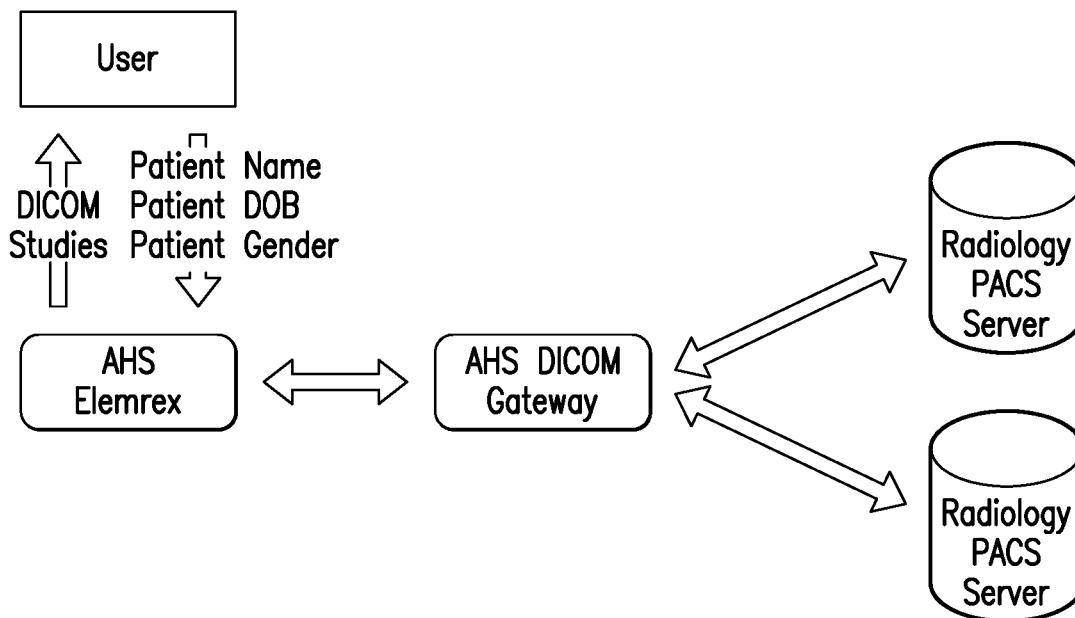 User
DICOM
Studies
Patient Name
Patient DOB
Patient Gender
AHS
Elemrex
AHS DICOM
Gateway
Radiology
PACS
Server
Radiology
PACS
Server